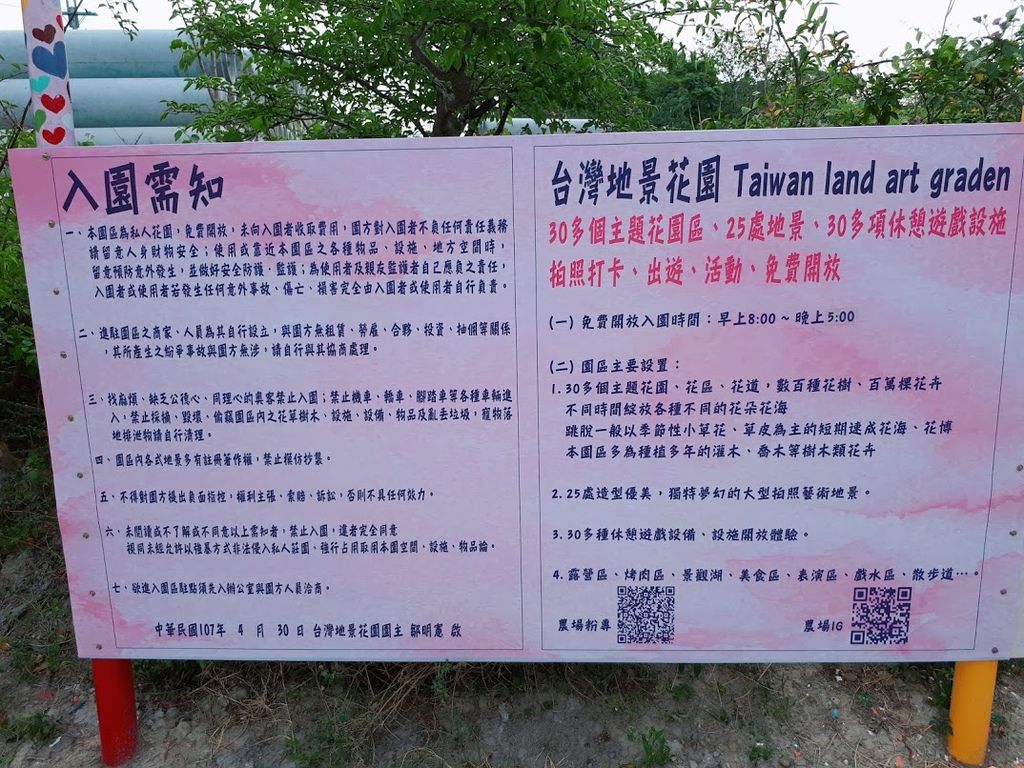 入園需知
一、本園區為私人花園，免費開放，未向入園者收取費用，園方對入園者不負任何責任義務
請留意人身財物安全；使用或靠近本園區之各種物品、設施、地方空間時，
留意預防意外發生，並做好安全防護、監護；為使用者及親友監護者自己應負之責任，
入園者或使用者若發生任何意外事故、傷亡、損害完全由入園者或使用者自行負責。
二、進駐園區之商家、人員為其自行設立，與園方無租賃、勞雇、合夥、投資、抽佣等關係
，其所產生之紛爭事故與園方無涉，請自行與其協商處理。
三、找麻煩、缺乏公德心、同理心的奧客禁止入園；禁止機車、轎車、腳踏車等各種車輛進
入，禁止採摘、毀壞、偷竊園區內之花草樹木、設施、設備、物品及亂丟垃圾，寵物落
地排泄物請自行清理。
四、園區內各式地景多有註冊著作權，禁止模仿抄襲。
五、不得對園方提出負面指控，權利主張、索賠、訴訟，否則不具任何效力。
六、未閱讀或不了解或不同意以上需知者，禁止入園，違者完全同意
視同未經允許以強暴方式非法侵入私人莊園、強行占用取用本園空間、設施、物品論。
七、欲進入園區駐點須先入辦公室與園方人員洽商。
中華民國107年 4 月 30 日 台灣地景花園園主 鄒明憲 啟
台灣地景花園 Taiwan land art graden
30多個主題花園區、25處地景、30多項休憩遊戲設施
拍照打卡、出遊、活動、免費開放
(一) 免費開放入園時間：早上8:00 ~ 晚上5:00
(二) 園區主要設置：
1. 30多個主題花園、花區、花道，數百種花樹、百萬棵花卉
不同時間綻放各種不同的花朵花海
跳脫一般以季節性小草花、草皮為主的短期速成花海、花博
本園區多為種植多年的灌木、喬木等樹木類花卉
2. 25處造型優美，獨特夢幻的大型拍照藝術地景。
3. 30多種休憩遊戲設備、設施開放體驗。
4. 露營區、烤肉區、景觀湖、美食區、表演區、戲水區、散步道⋯。
農場粉專 農場IG